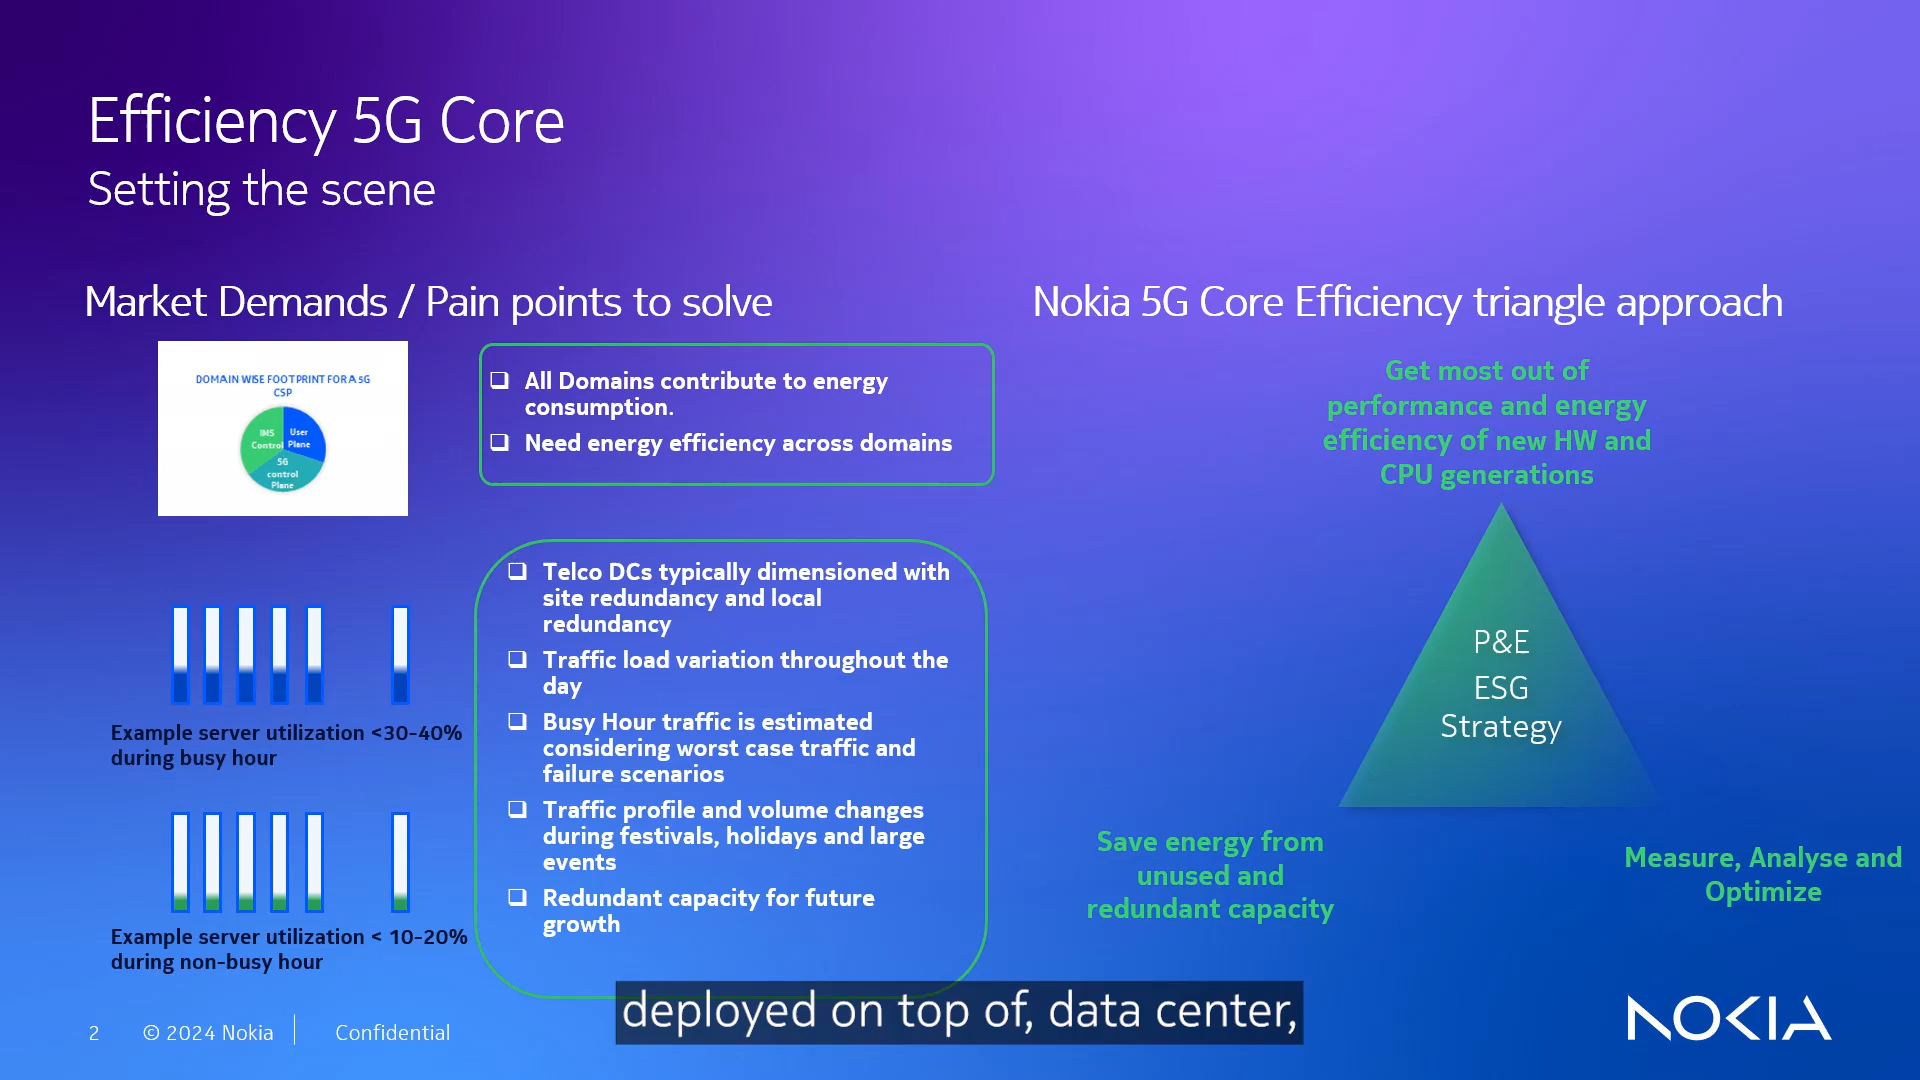 Efficiency 5G Core
Setting the scene
Market Demands / Pain points to solve
DOMAIN WISE FOOTPRINT FOR A 5G
CSP
IMS
Control
User
Plane
5G
control
Plane
❑ All Domains contribute to energy
consumption.
❑ Need energy efficiency across domains
Example server utilization <30-40%
during busy hour
Example server utilization < 10-20%
during non-busy hour
❑ Telco DCs typically dimensioned with
site redundancy and local
redundancy
❑ Traffic load variation throughout the
day
❑ Busy Hour traffic is estimated
considering worst case traffic and
failure scenarios
❑ Traffic profile and volume changes
during festivals, holidays and large
events
❑ Redundant capacity for future
growth
Nokia 5G Core Efficiency triangle approach
Get most out of
performance and energy
efficiency of new HW and
CPU generations
P&E
ESG
Strategy
Save energy from
unused and
redundant capacity
Measure, Analyse and
Optimize
deployed on top of, data center,
2 © 2024 Nokia Confidential
NOKIA